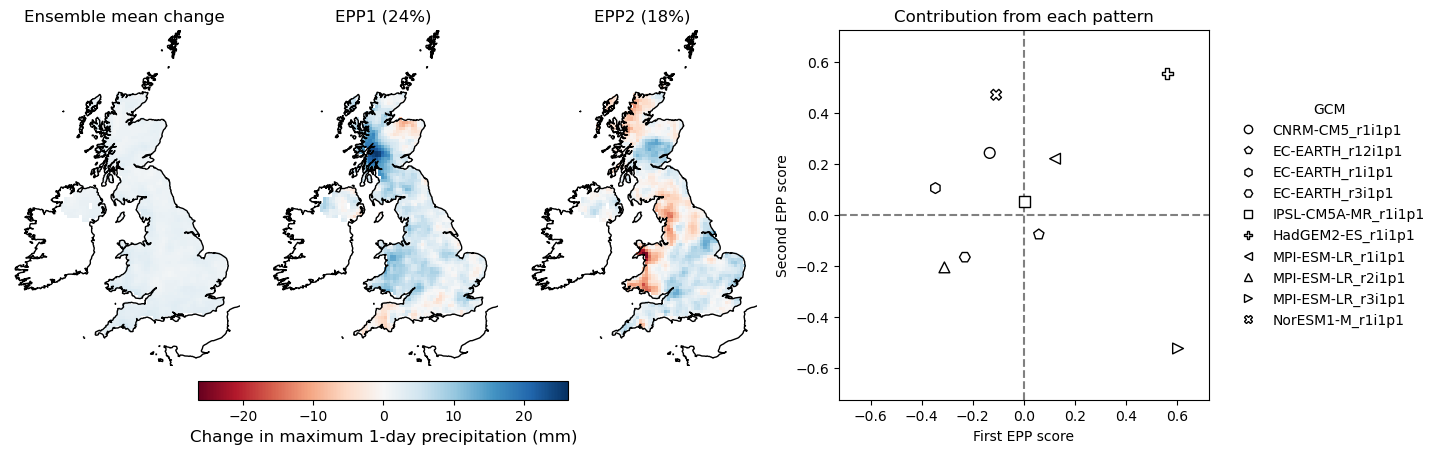 Ensemble mean change
EPP1 (24%)
EPP2 (18%)
−20 −10 0 10 20
Change in maximum 1-day precipitation (mm)
Contribution from each pattern
Second EPP score
0.6
0.4
0.2
0.0
−0.2
−0.4
−0.6
−0.6 −0.4 −0.2 0.0 0.2 0.4 0.6
First EPP score
GCM
CNRM-CM5_r1i1p1
EC-EARTH_r12i1p1
EC-EARTH_r1i1p1
EC-EARTH_r3i1p1
IPSL-CM5A-MR_r1i1p1
HadGEM2-ES_r1i1p1
MPI-ESM-LR_r1i1p1
MPI-ESM-LR_r2i1p1
MPI-ESM-LR_r3i1p1
NorESM1-M_r1i1p1